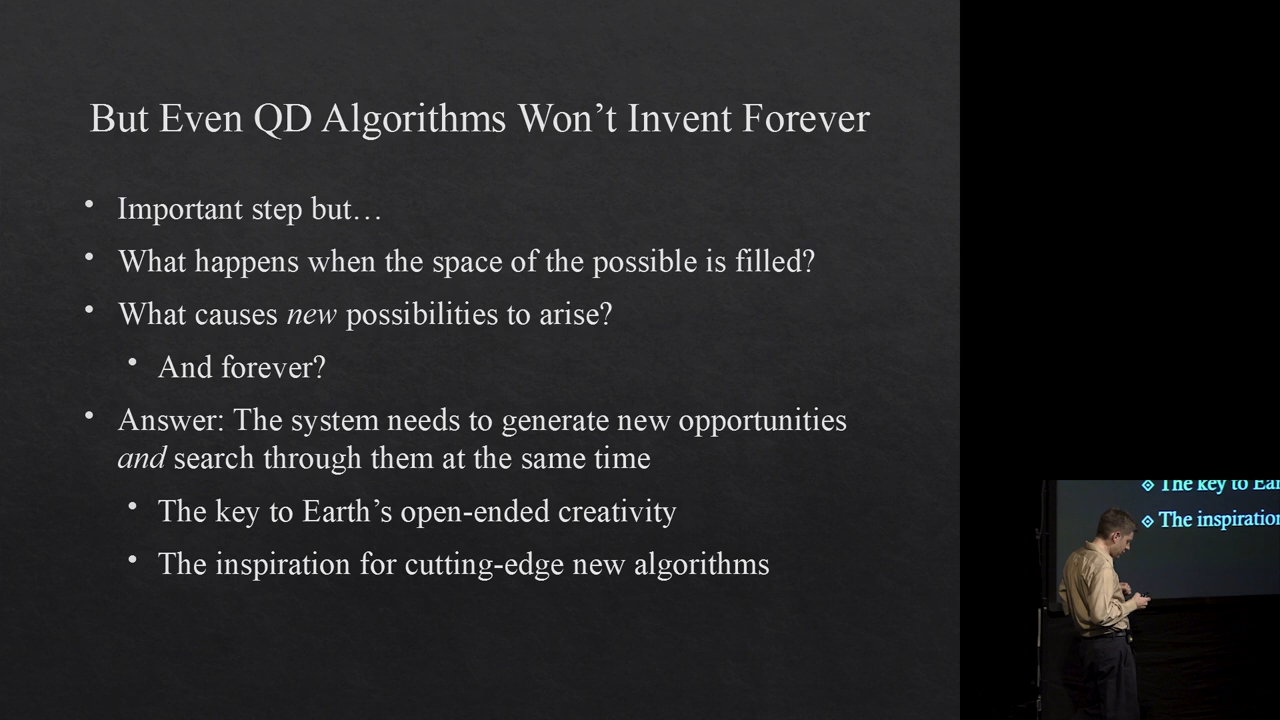 But Even QD Algorithms Won’t Invent Forever
• Important step but…
• What happens when the space of the possible is filled?
• What causes new possibilities to arise?
• And forever?
• Answer: The system needs to generate new opportunities
and search through them at the same time
• The key to Earth’s open-ended creativity
• The inspiration for cutting-edge new algorithms
The key to Ear
The inspiration